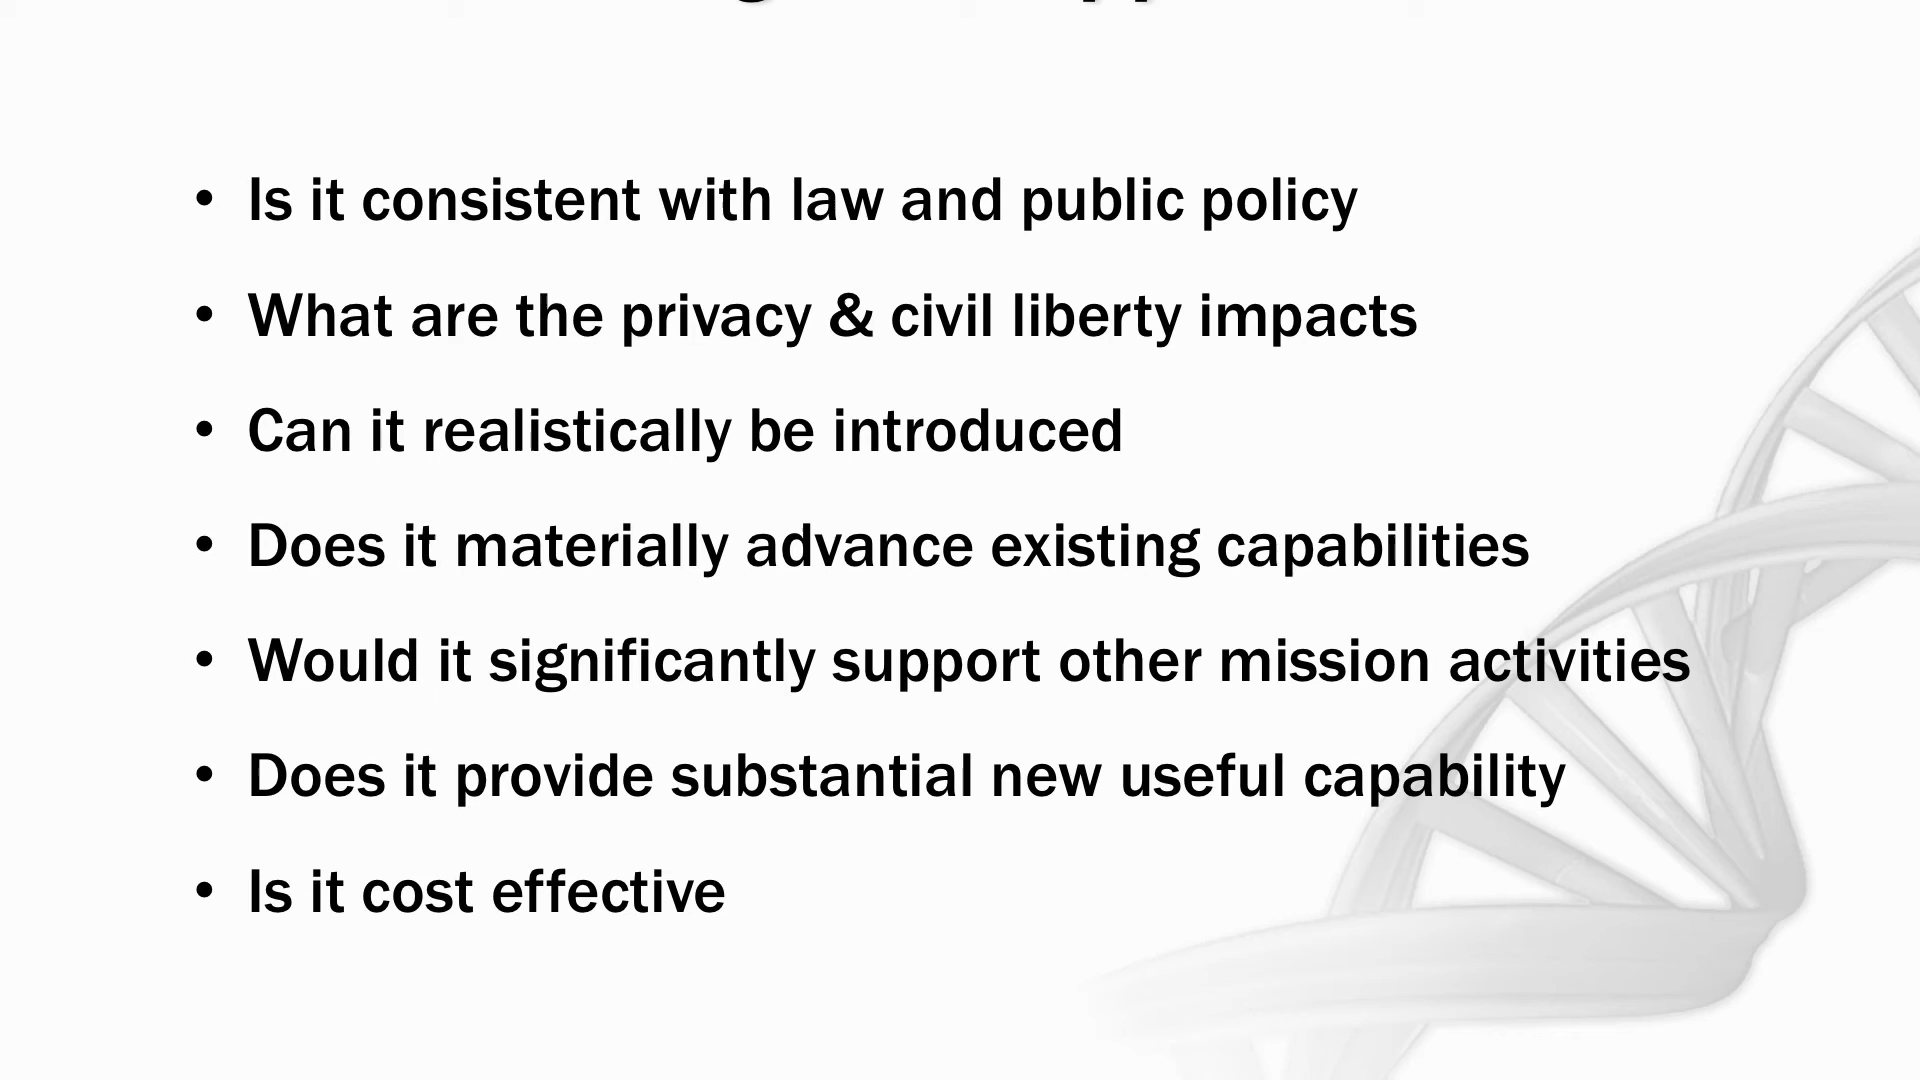 • Is it consistent with law and public policy
• What are the privacy & civil liberty impacts
• Can it realistically be introduced
• Does it materially advance existing capabilities
• Would it significantly support other mission activities
• Does it provide substantial new useful capability
• Is it cost effective